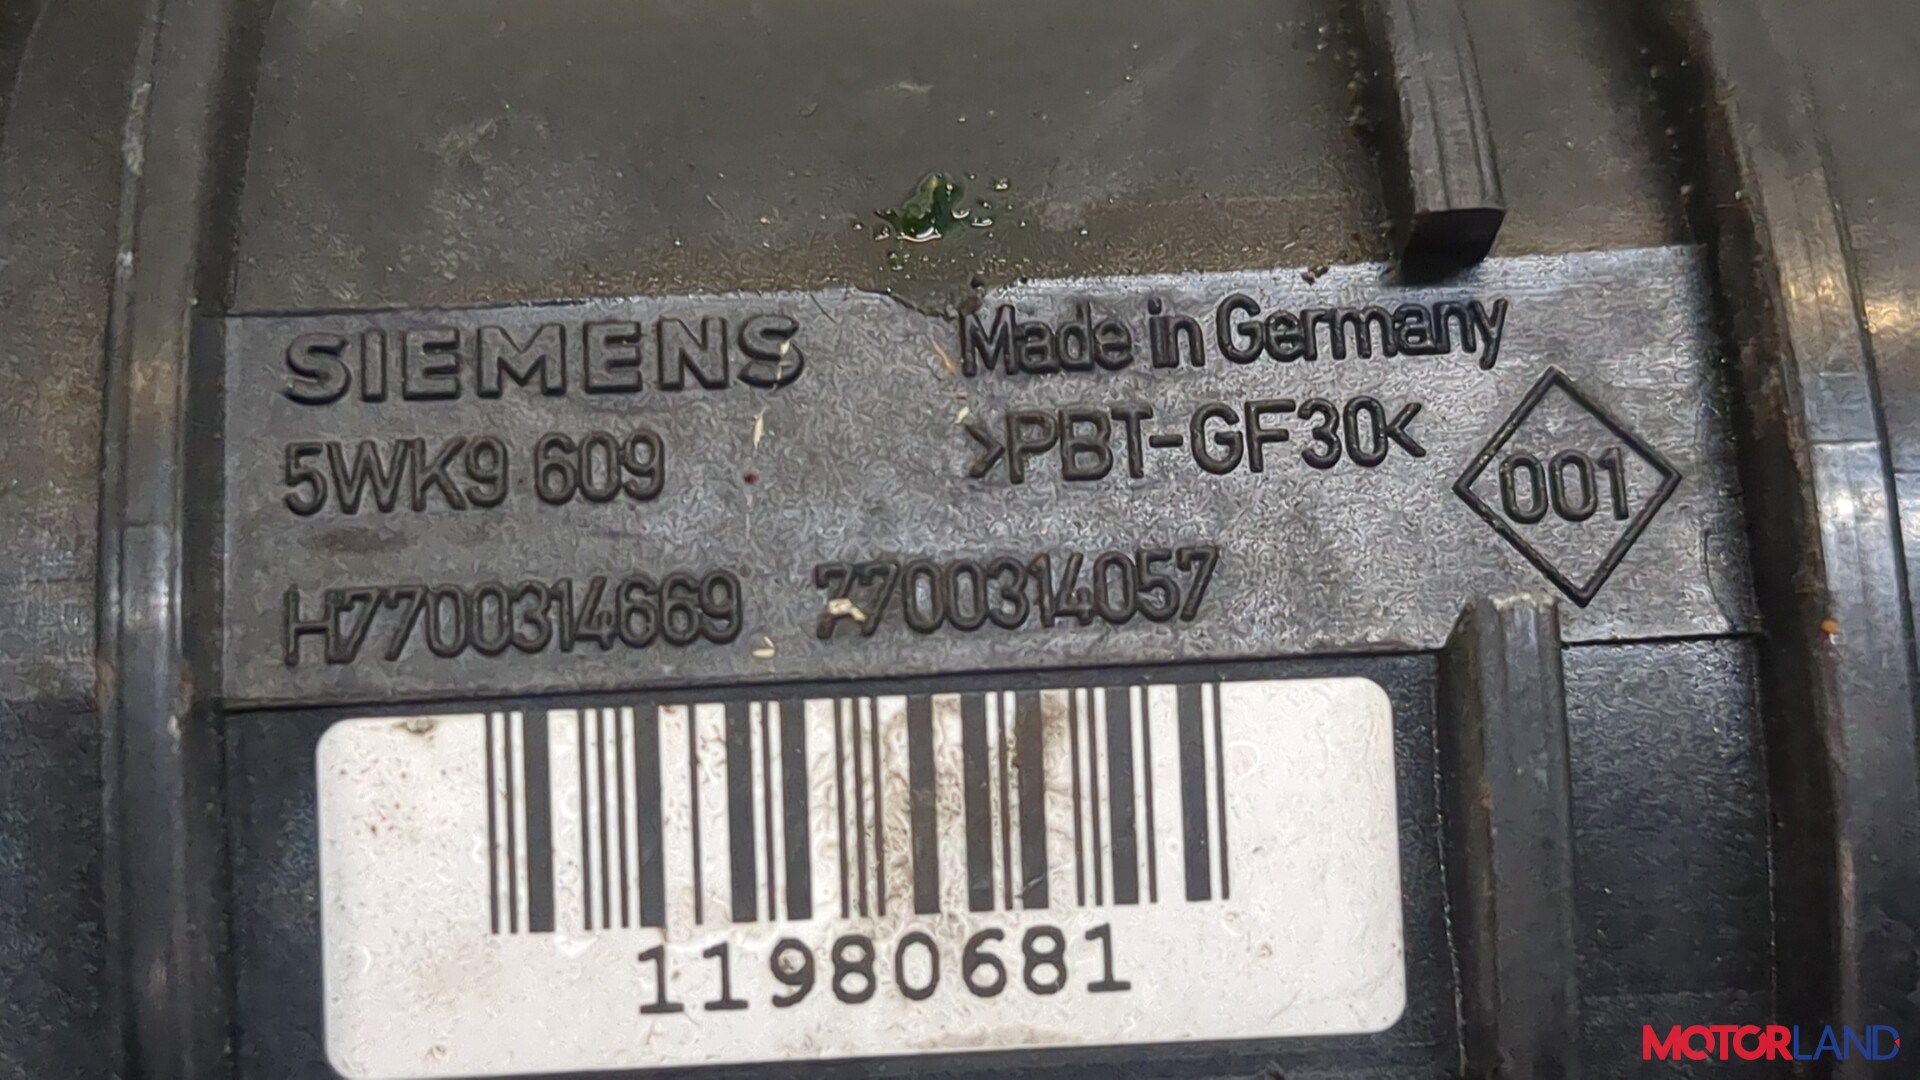 SIEMENS Made in Germany
5WK9 609 >PBT-GF30<
001
H7700314669 7700314057
11980681
MOTORLAND